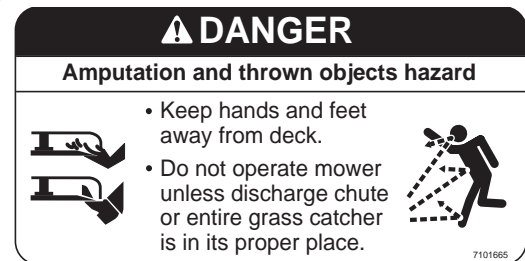 DANGER
Amputation and thrown objects hazard
• Keep hands and feet
away from deck.
• Do not operate mower
unless discharge chute
or entire grass catcher
is in its proper place.
7101665